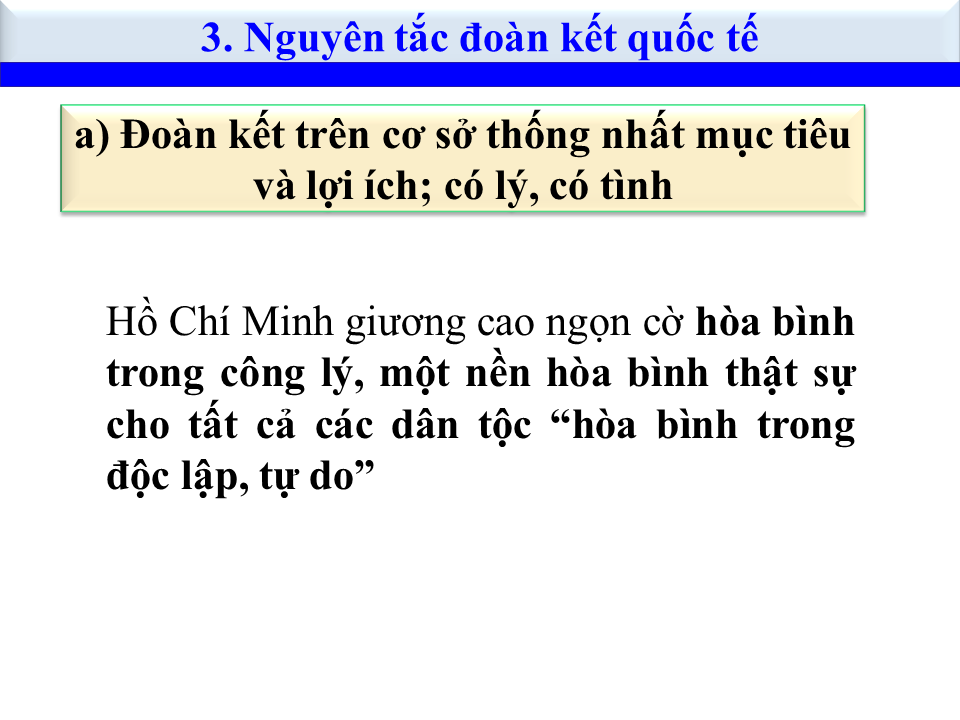 3. Nguyên tắc đoàn kết quốc tế
a) Đoàn kết trên cơ sở thống nhất mục tiêu
và lợi ích; có lý, có tình
Hồ Chí Minh giương cao ngọn cờ hòa bình
trong công lý, một nền hòa bình thật sự
cho tất cả các dân tộc “hòa bình trong
độc lập, tự do”